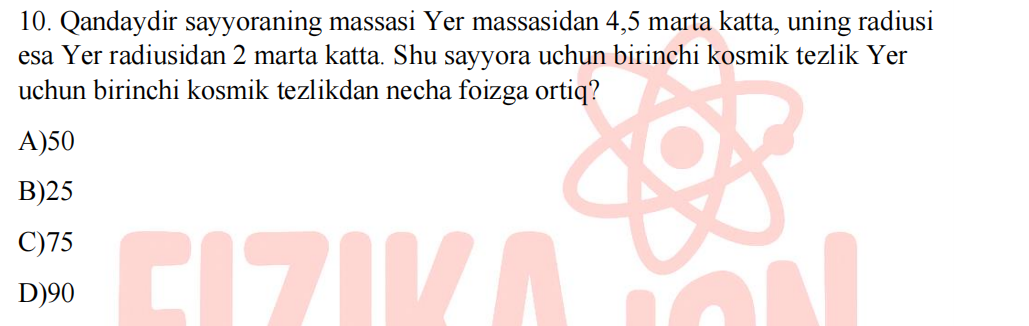 10. Qandaydir sayyoraning massasi Yer massasidan 4,5 marta katta, uning radiusi
esa Yer radiusidan 2 marta katta. Shu sayyora uchun birinchi kosmik tezlik Yer
uchun birinchi kosmik tezlikdan necha foizga ortiq?
A)50
B)25
C)75
D)90
FIZIKAJON